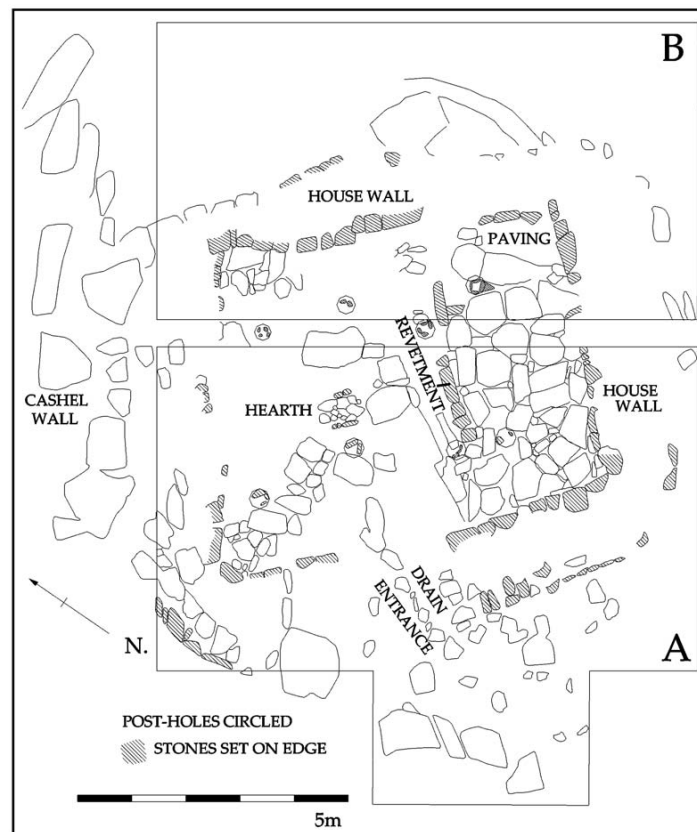 B
HOUSE WALL
PAVING
REVETMENT
CASHEL
WALL
HEARTH
HOUSE
WALL
DRAIN
ENTRANCE
N.
A
POST-HOLES CIRCLED
STONES SET ON EDGE
5m